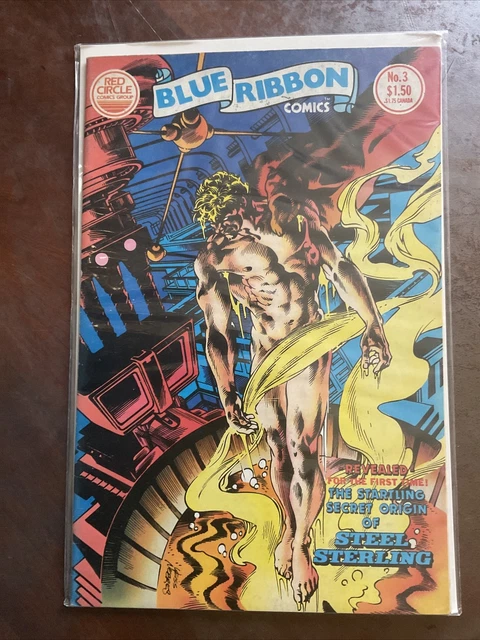 RED CIRCLE
COMICS GROUP
BLUE RIBBON
COMICS
No. 3
$1.50
$1.75 CANADA
REVEALED
FOR THE FIRST TIME!
THE STARTLING
SECRET ORIGIN
OF
STEEL
STERLING